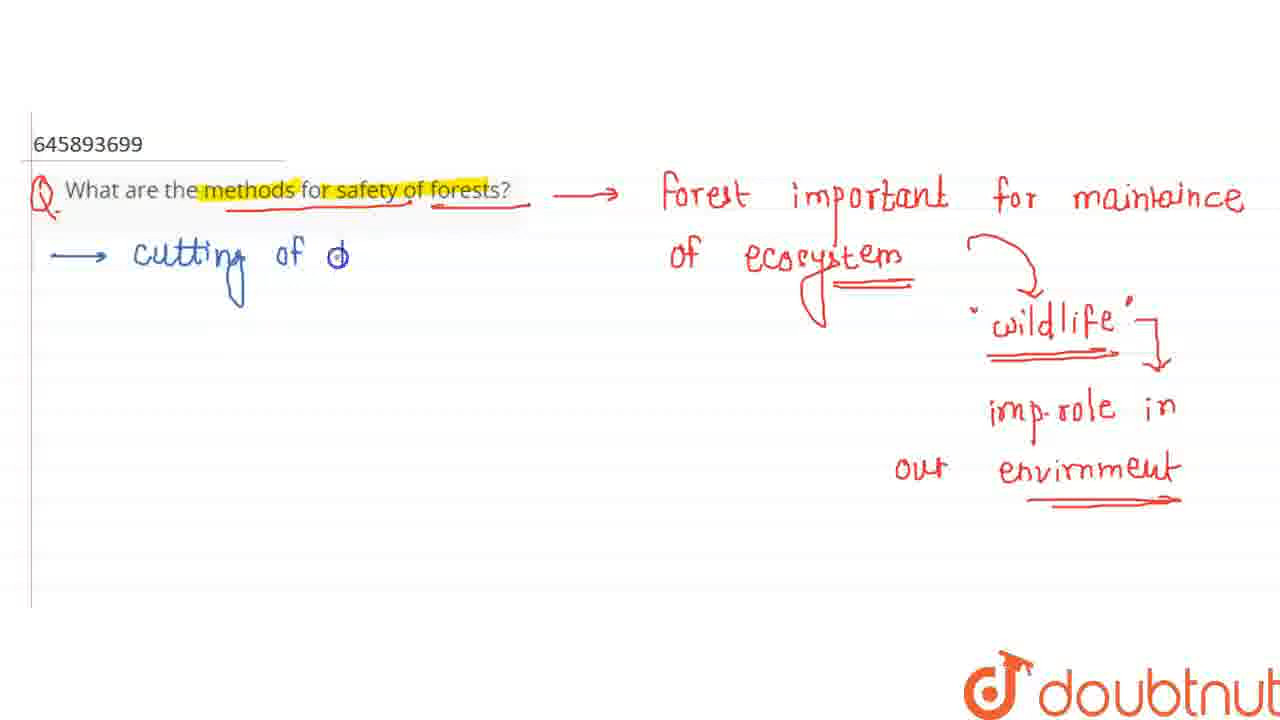 645893699
Q. What are the methods for safety of forests? → Forest important for maintaince
→ cutting of
of ecosystem
"wildlife"
imp. role in
our envirnment
doubtnut